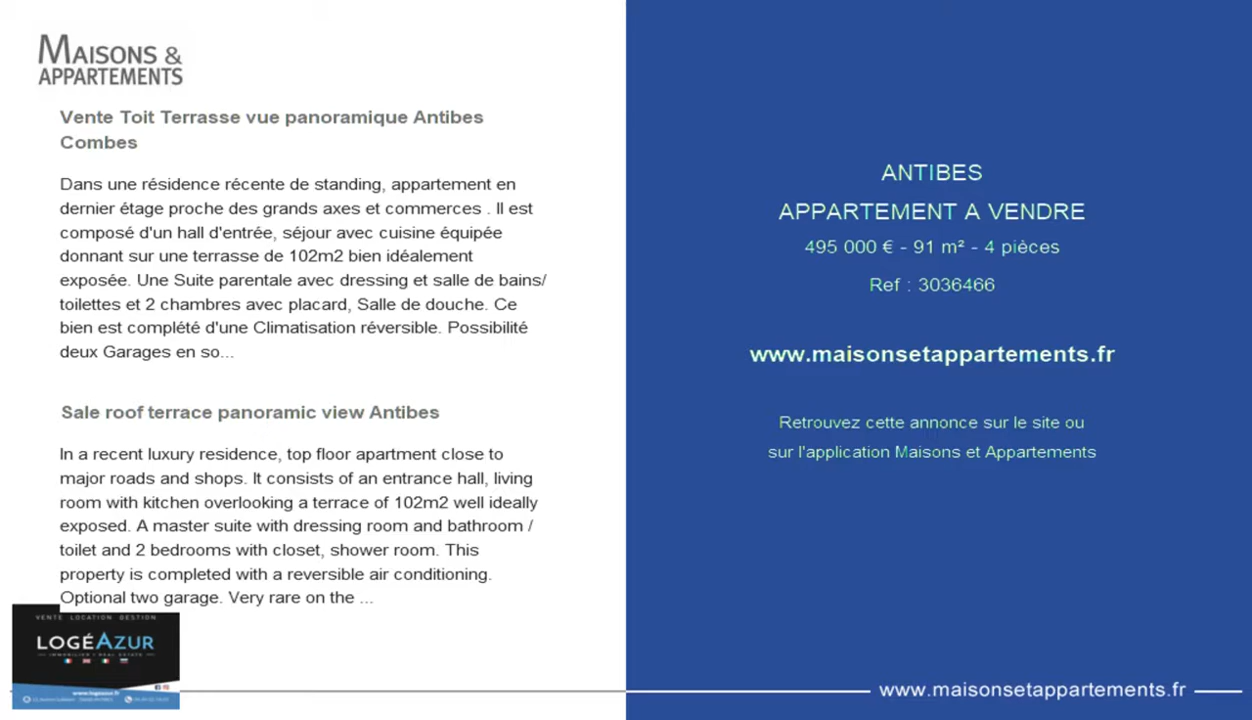 MAISONS &
APPARTEMENTS
Vente Toit Terrasse vue panoramique Antibes
Combes
Dans une résidence récente de standing, appartement en
dernier étage proche des grands axes et commerces . Il est
composé d'un hall d'entrée, séjour avec cuisine équipée
donnant sur une terrasse de 102m2 bien idéalement
exposée. Une Suite parentale avec dressing et salle de bains/
toilettes et 2 chambres avec placard, Salle de douche. Ce
bien est complété d'une Climatisation réversible. Possibilité
deux Garages en so...
Sale roof terrace panoramic view Antibes
In a recent luxury residence, top floor apartment close to
major roads and shops. It consists of an entrance hall, living
room with kitchen overlooking a terrace of 102m2 well ideally
exposed. A master suite with dressing room and bathroom /
toilet and 2 bedrooms with closet, shower room. This
property is completed with a reversible air conditioning.
Optional two garage. Very rare on the ...
VENTE LOCATION GESTION
LOGÉAZUR
IMMOBILIER | REAL ESTATE
ANTIBES
APPARTEMENT A VENDRE
495 000 € - 91 m² - 4 pièces
Ref : 3036466
www.maisonsetappartements.fr
Retrouvez cette annonce sur le site ou
sur l'application Maisons et Appartements
www.maisonsetappartements.fr